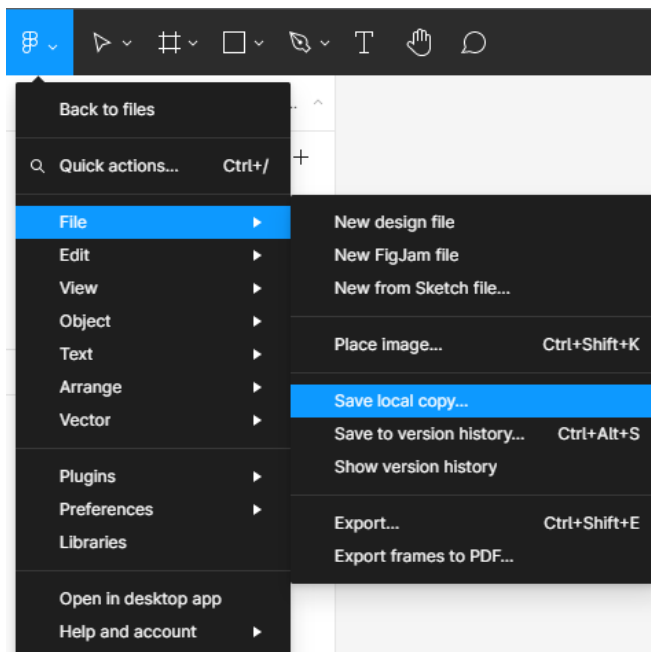 T
..
Back to files
Quick actions... Ctrl+/
File
Edit
View
Object
Text
Arrange
Vector
Plugins
Preferences
Libraries
Open in desktop app
Help and account
New design file
New FigJam file
New from Sketch file...
Place image... Ctrl+Shift+K
Save local copy...
Save to version history... Ctrl+Alt+S
Show version history
Export... Ctrl+Shift+E
Export frames to PDF...